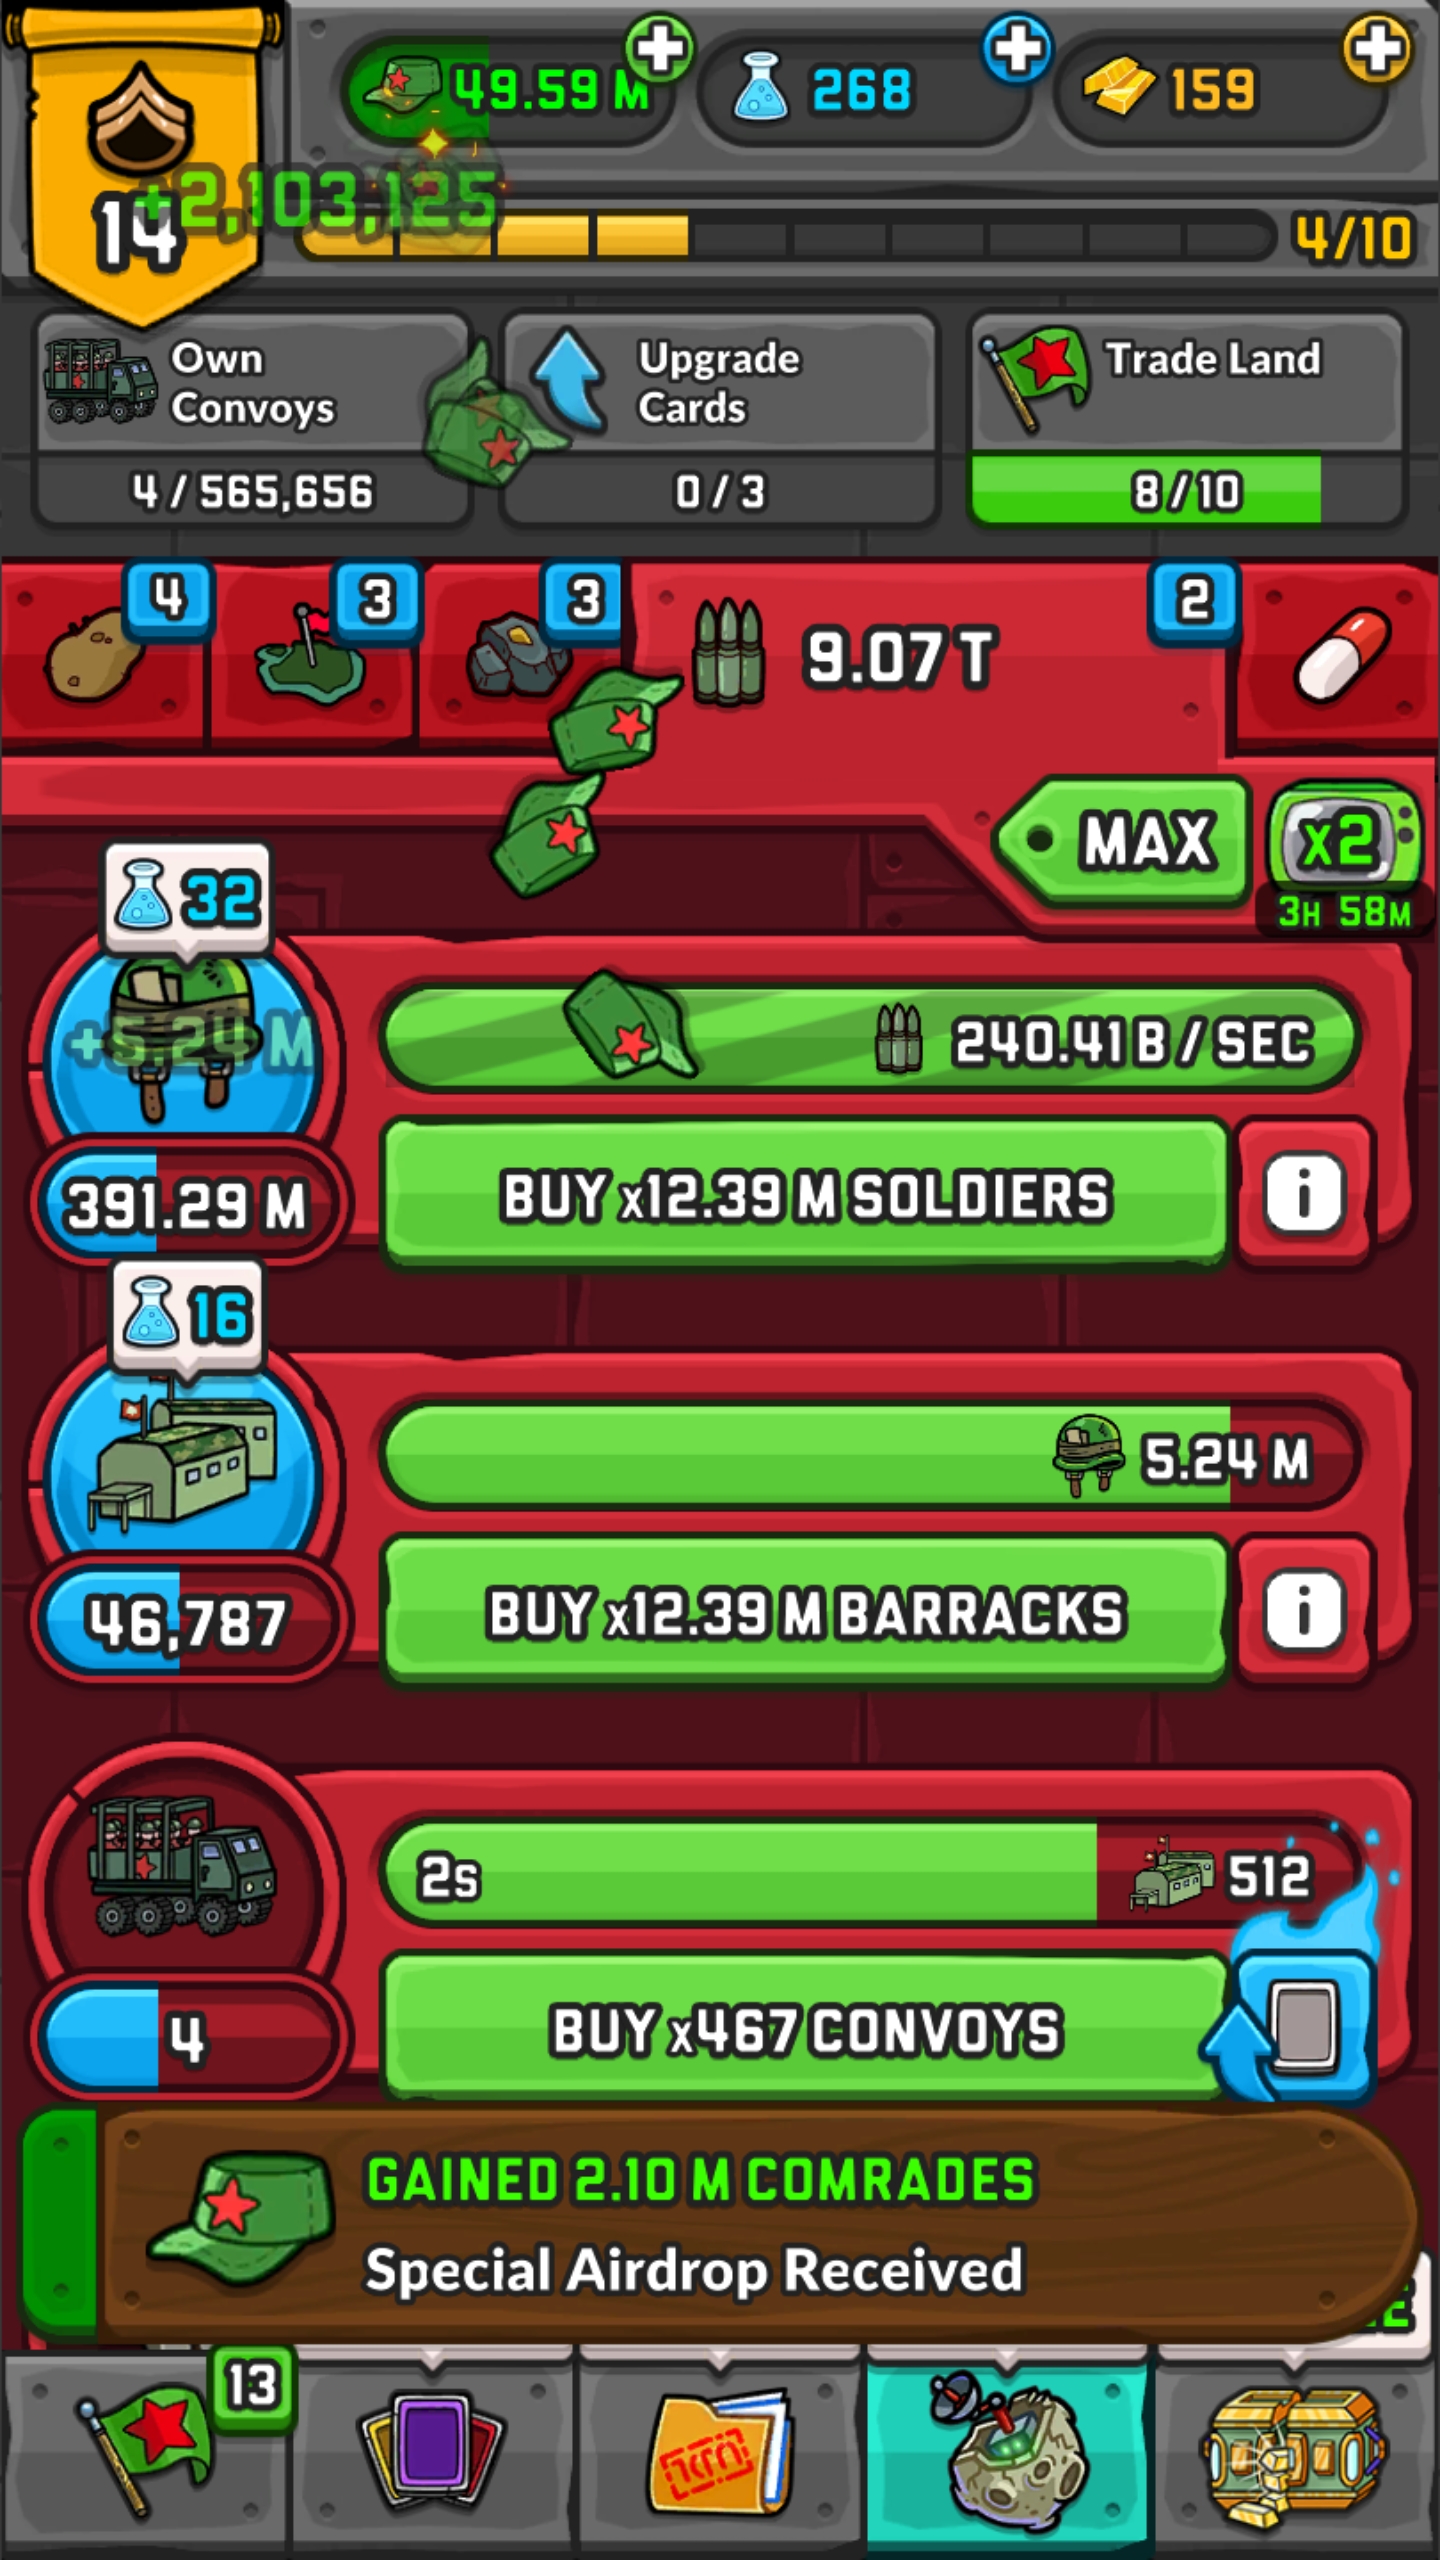 49.59 M
268
159
+2,103,125
14
4/10
Own
Convoys
4 / 565,656
Upgrade
Cards
0 / 3
Trade Land
8 / 10
4
3
3
9.07 T
2
MAX
x2
3H 58M
32
+5.24 M
240.41 B / SEC
391.29 M
BUY x12.39 M SOLDIERS
i
16
5.24 M
46,787
BUY x12.39 M BARRACKS
i
2s
512
4
BUY x467 CONVOYS
GAINED 2.10 M COMRADES
Special Airdrop Received
13